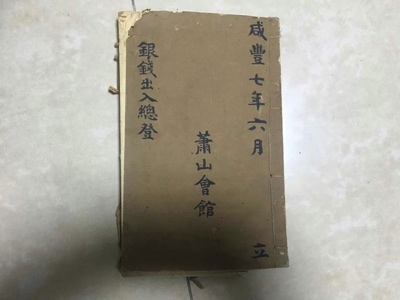 咸豐七年六月 立
蕭山會館
銀錢出入總登